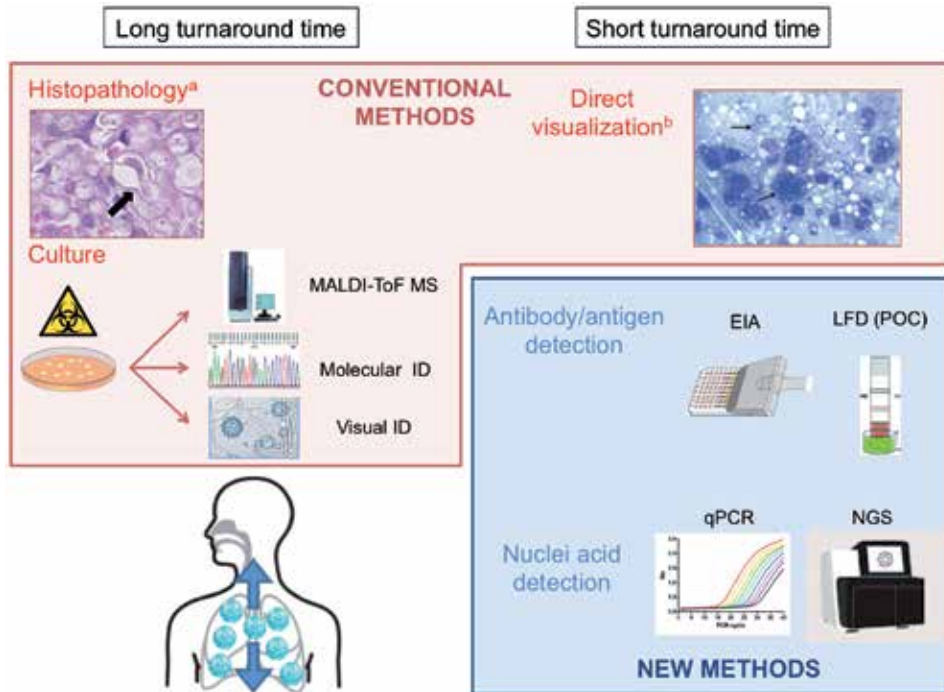 Long turnaround time
Short turnaround time
Histopathologya
CONVENTIONAL
METHODS
Direct
visualizationb
Culture
MALDI-ToF MS
Molecular ID
Visual ID
Antibody/antigen
detection
EIA
LFD (POC)
Nuclei acid
detection
qPCR
NGS
NEW METHODS